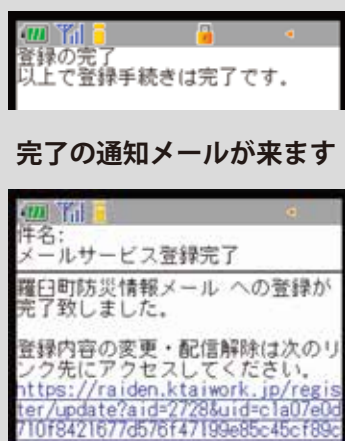 登録の完了
以上で登録手続きは完了です。
完了の通知メールが来ます
件名:
メールサービス登録完了
羅臼町防災情報メール への登録が
完了致しました。
登録内容の変更・配信解除は次のリ
ンク先にアクセスしてください。
https://raiden.ktaiwork.jp/regis
ter/update?aid=2728&uid=c1a07e0d
710f8421677d576f47199e85c45cf89c